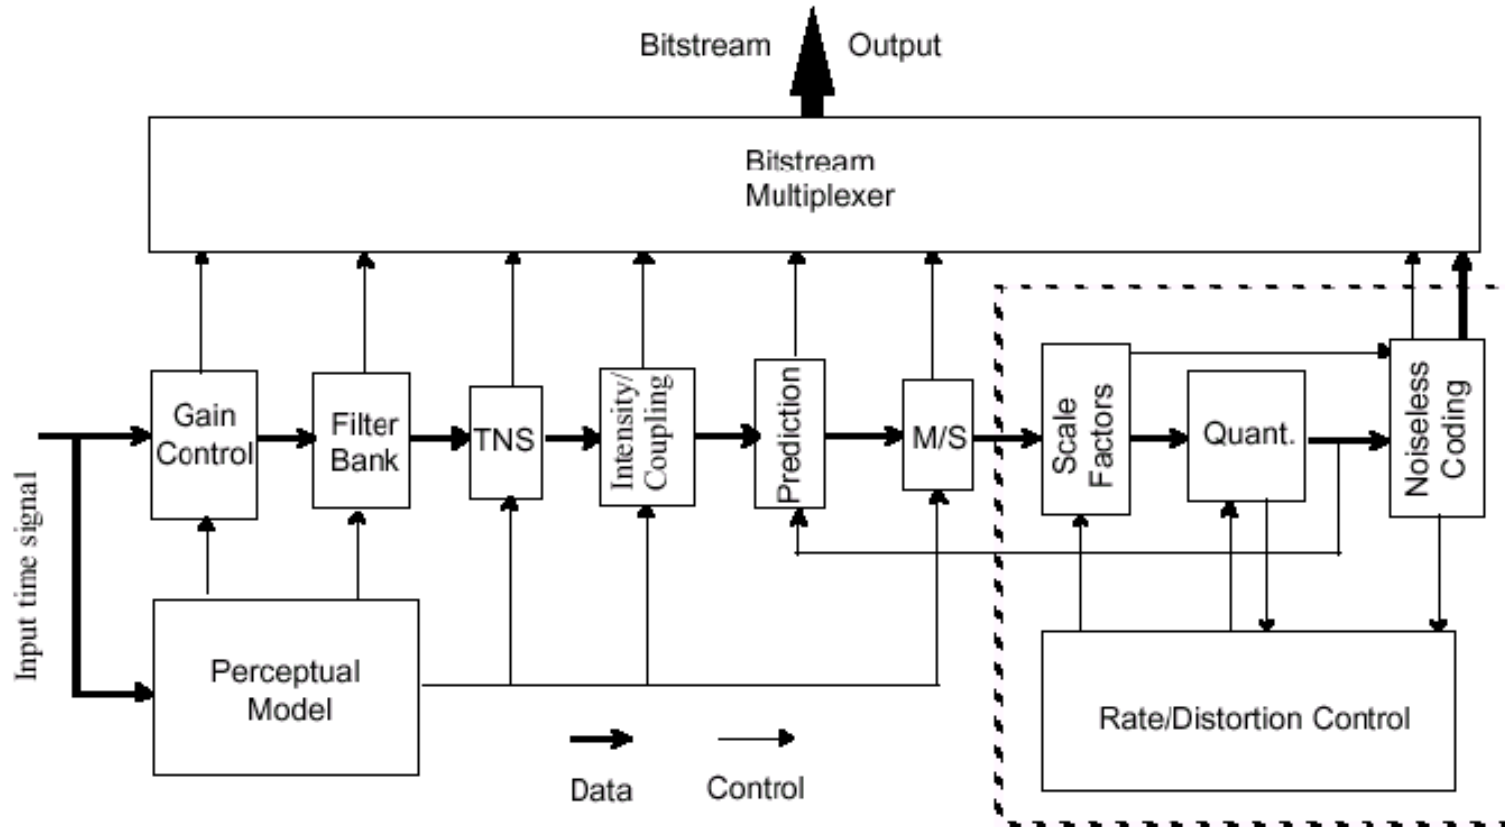 Bitstream Output
Bitstream
Multiplexer
Gain
Control
Filter
Bank
TNS
Intensity/
Coupling
Prediction
M/S
Scale
Factors
Quant.
Noiseless
Coding
Input time signal
Perceptual
Model
Rate/Distortion Control
Data
Control